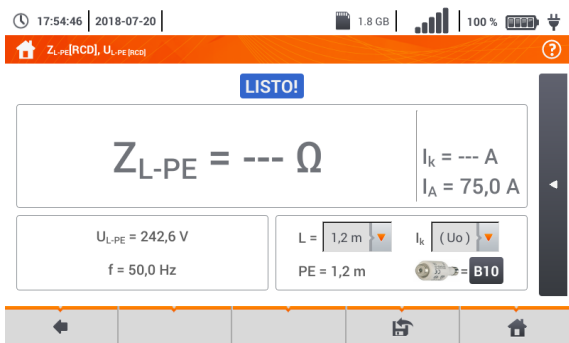 17:54:46 2018-07-20 1.8 GB 100 %
ZL-PE[RCD], UL-PE [RCD] ?
LISTO!
ZL-PE = --- Ω
Ik = --- A
IA = 75,0 A
UL-PE = 242,6 V
f = 50,0 Hz
L = 1,2 m Ik (Uo)
PE = 1,2 m = B10